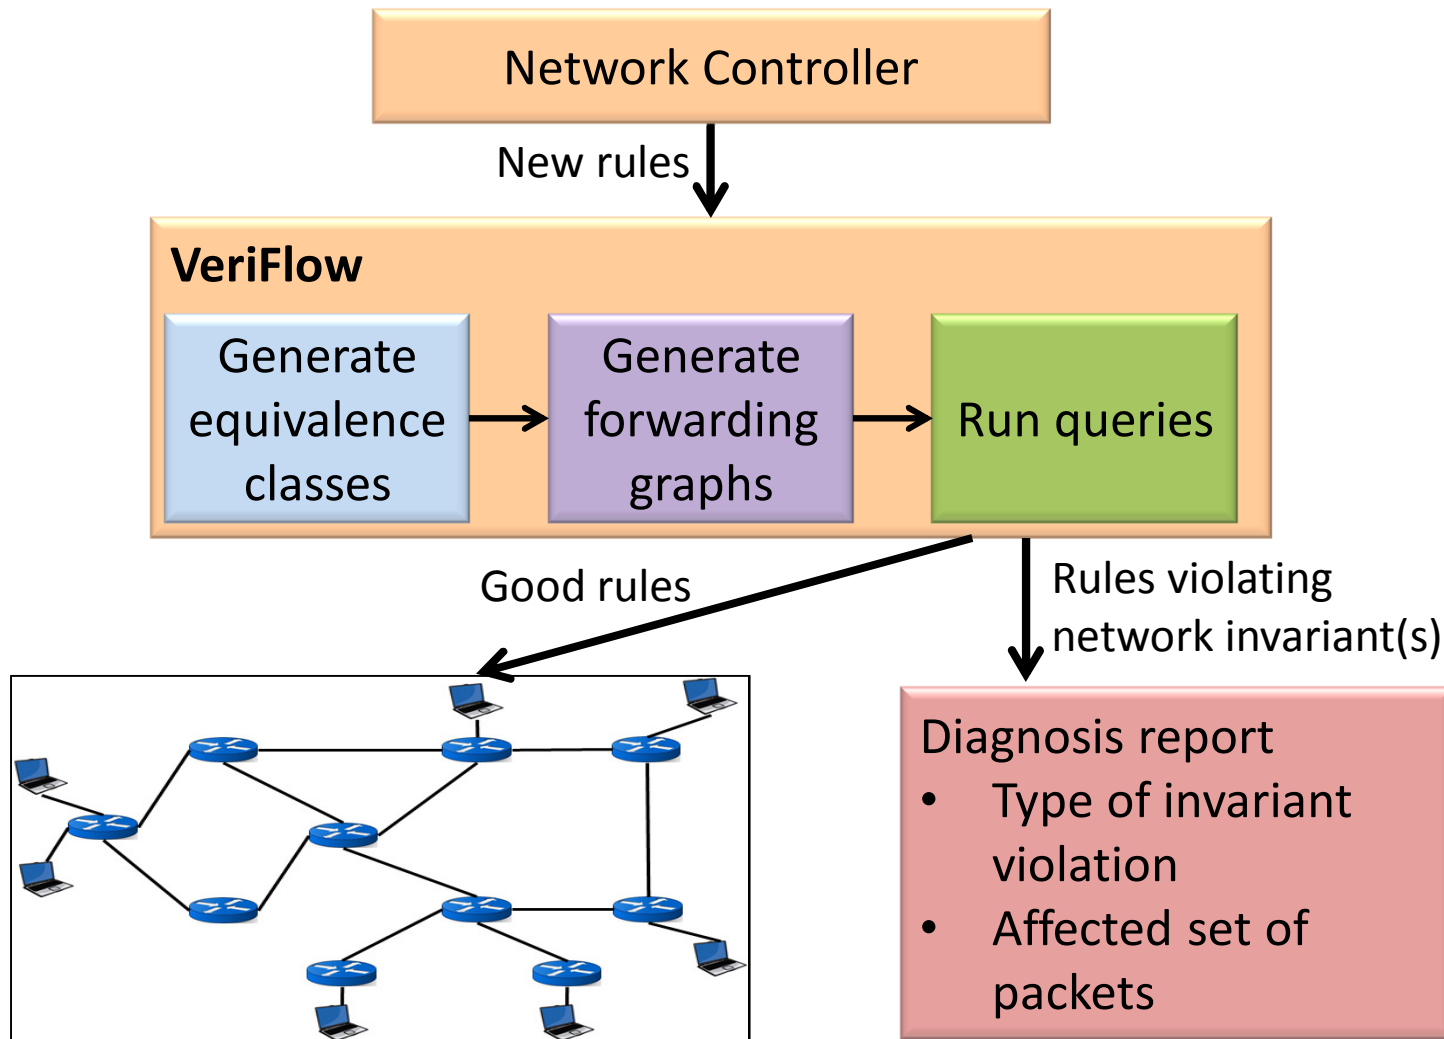 Network Controller
New rules
VeriFlow
Generate
equivalence
classes
Generate
forwarding
graphs
Run queries
Good rules
Rules violating
network invariant(s)
Diagnosis report
• Type of invariant
violation
• Affected set of
packets